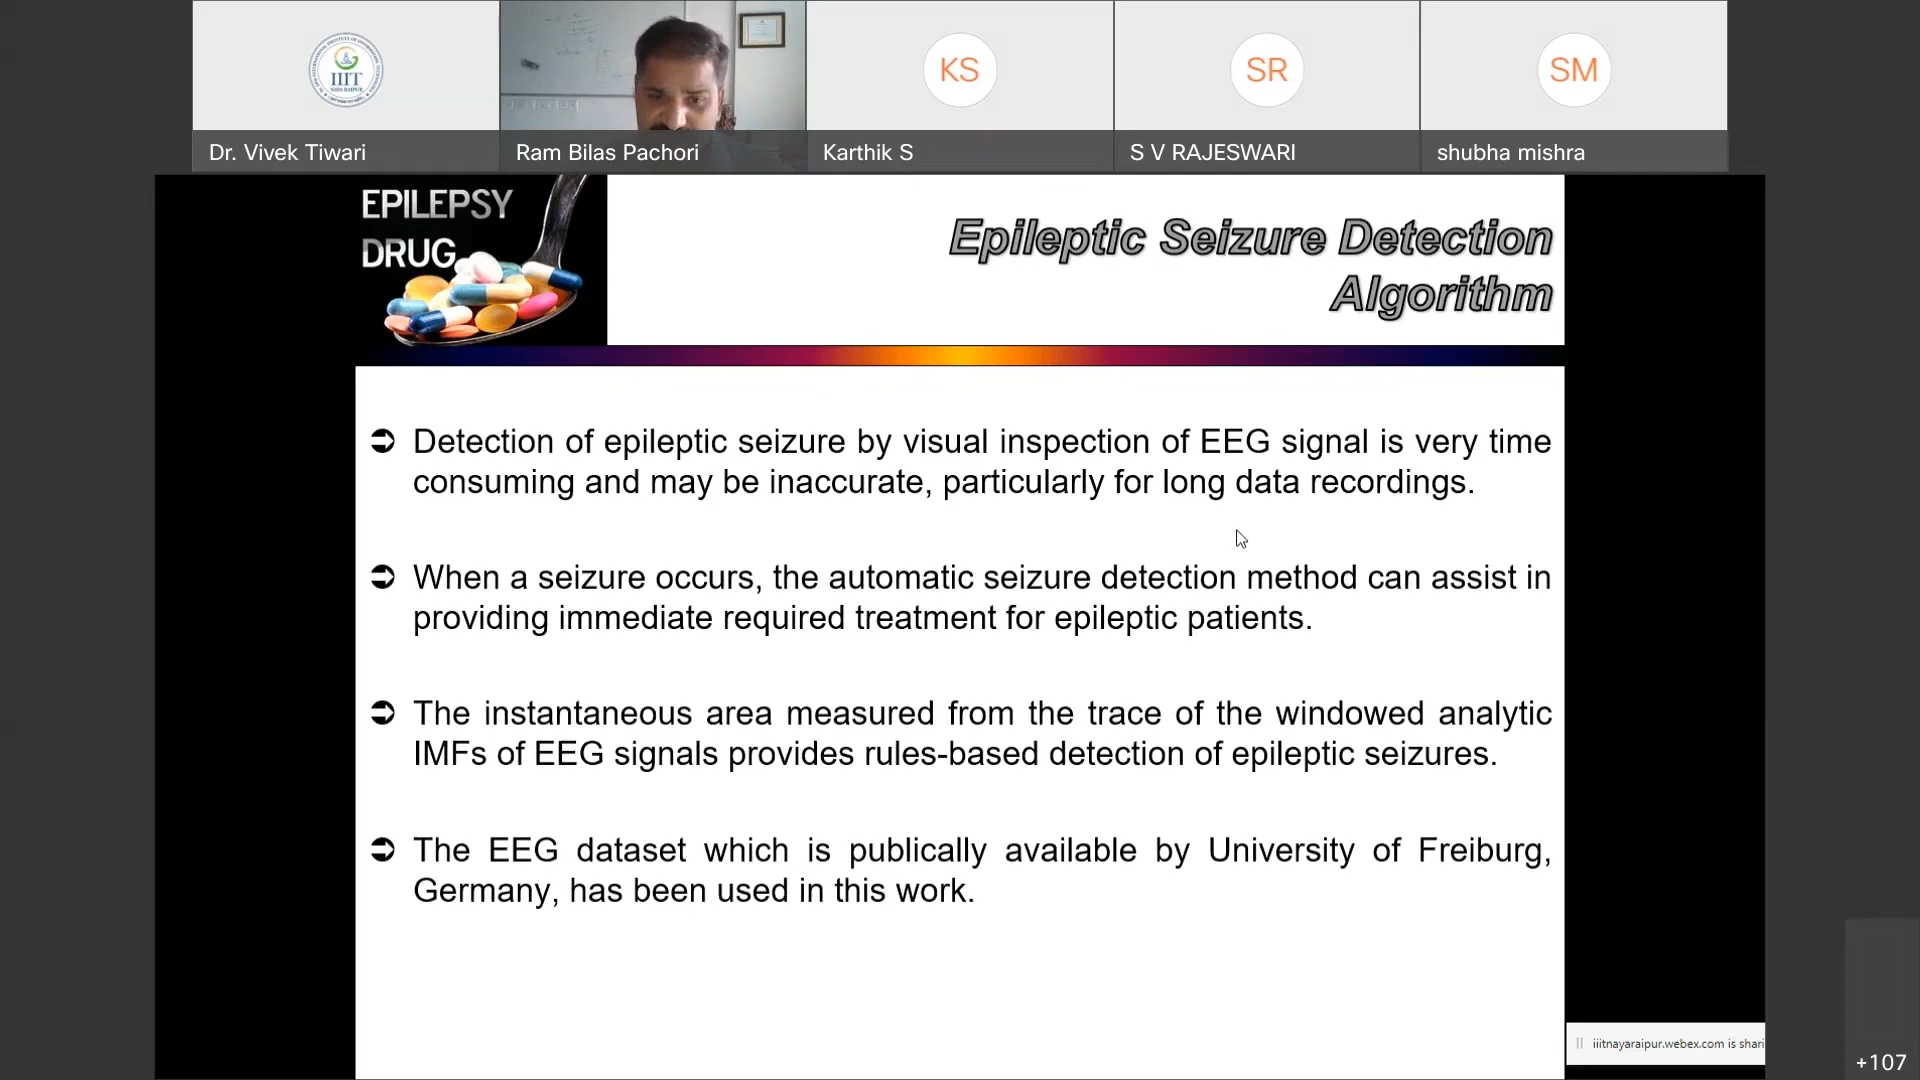 IIIT
NAYA RAIPUR
KS
SR
SM
Dr. Vivek Tiwari
Ram Bilas Pachori
Karthik S
S V RAJESWARI
shubha mishra
EPILEPSY
DRUG
Epileptic Seizure Detection
Algorithm
Detection of epileptic seizure by visual inspection of EEG signal is very time
consuming and may be inaccurate, particularly for long data recordings.
When a seizure occurs, the automatic seizure detection method can assist in
providing immediate required treatment for epileptic patients.
The instantaneous area measured from the trace of the windowed analytic
IMFs of EEG signals provides rules-based detection of epileptic seizures.
The EEG dataset which is publically available by University of Freiburg,
Germany, has been used in this work.
iiitnayaraipur.webex.com is shari
+107